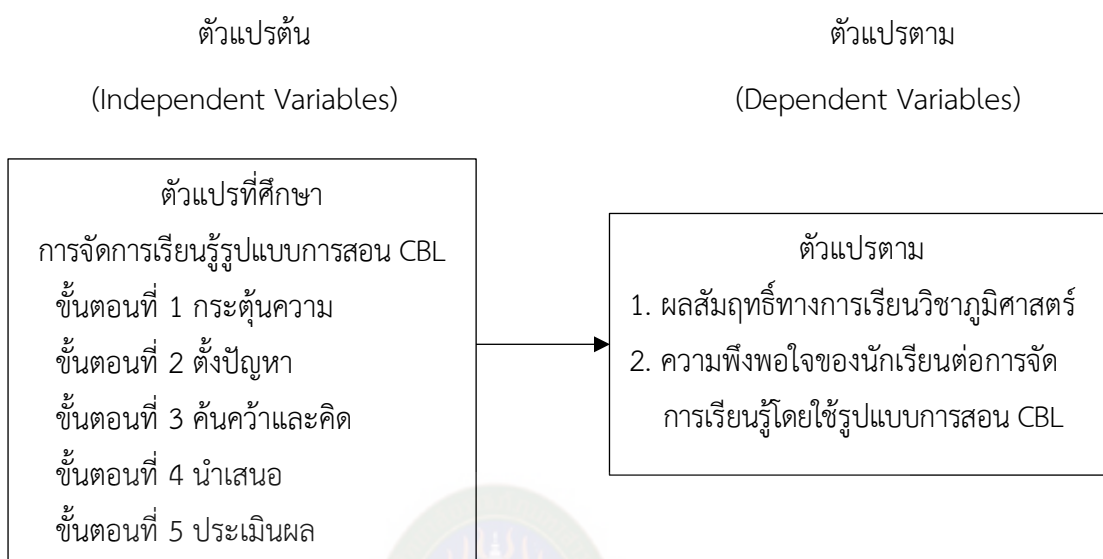 ตัวแปรต้น
(Independent Variables)
ตัวแปรที่ศึกษา
การจัดการเรียนรู้รูปแบบการสอน CBL
ขั้นตอนที่ 1 กระตุ้นความ
ขั้นตอนที่ 2 ตั้งปัญหา
ขั้นตอนที่ 3 ค้นคว้าและคิด
ขั้นตอนที่ 4 นำเสนอ
ขั้นตอนที่ 5 ประเมินผล
ตัวแปรตาม
(Dependent Variables)
ตัวแปรตาม
1. ผลสัมฤทธิ์ทางการเรียนวิชาภูมิศาสตร์
2. ความพึงพอใจของนักเรียนต่อการจัด
การเรียนรู้โดยใช้รูปแบบการสอน CBL